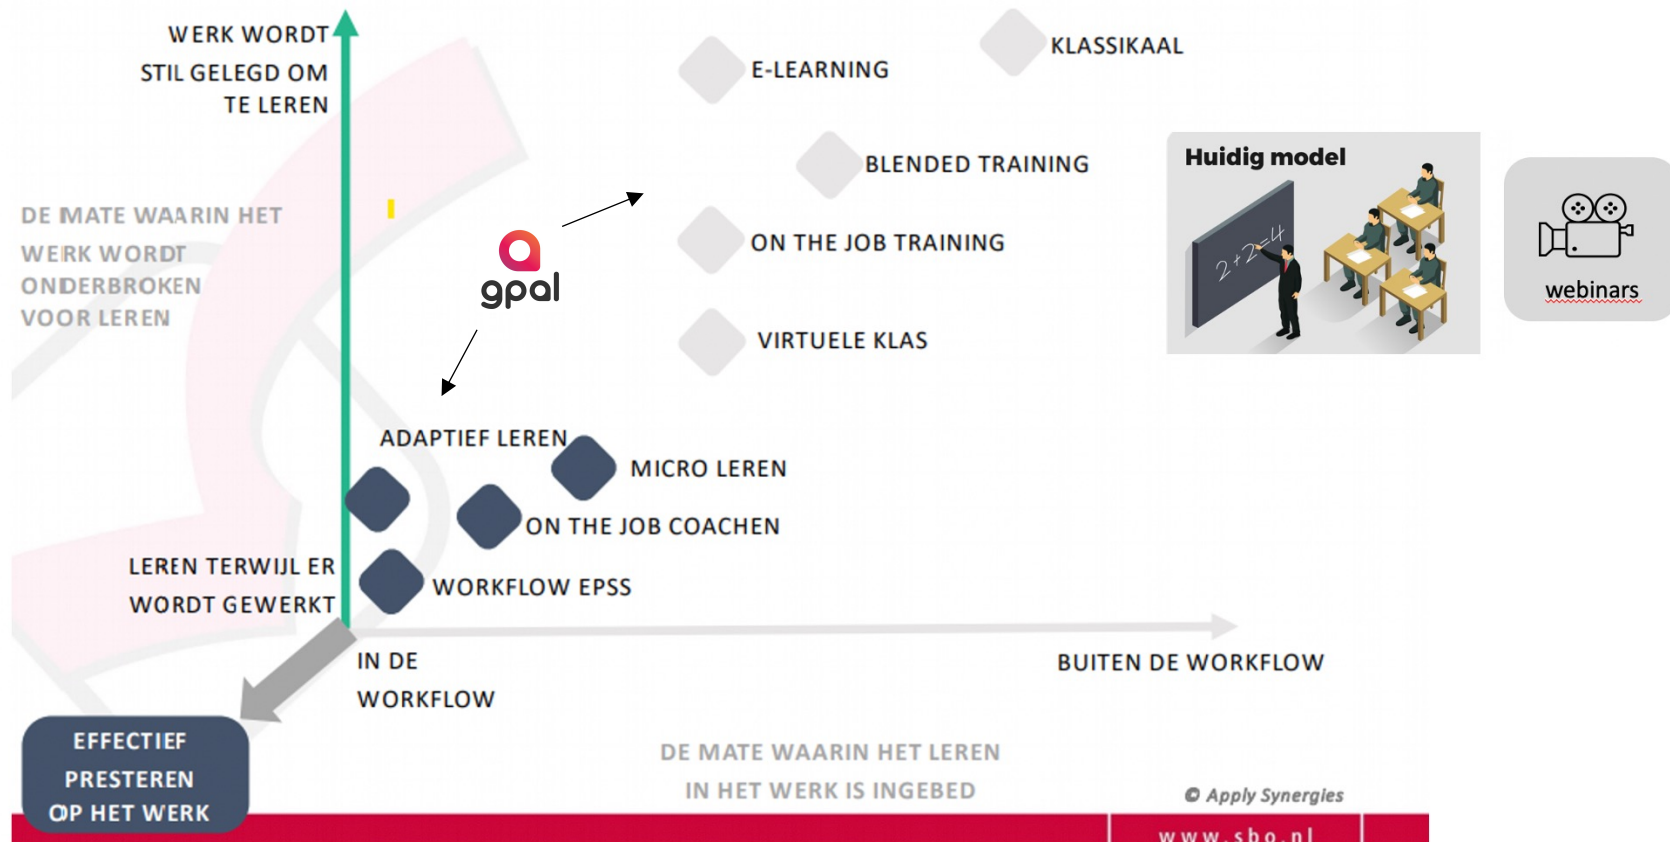 WERK WORDT
STIL GELEGD OM
TE LEREN
E-LEARNING
KLASSIKAAL
BLENDED TRAINING
ON THE JOB TRAINING
VIRTUELE KLAS
Huidig model
2+2=4
webinars
DE MATE WAARIN HET
WERK WORDT
ONDERBROKEN
VOOR LEREN
gpal
ADAPTIEF LEREN
MICRO LEREN
ON THE JOB COACHEN
WORKFLOW EPSS
LEREN TERWIJL ER
WORDT GEWERKT
IN DE
WORKFLOW
BUITEN DE WORKFLOW
EFFECTIEF
PRESTEREN
OP HET WERK
DE MATE WAARIN HET LEREN
IN HET WERK IS INGEBED
© Apply Synergies
www.sbo.nl